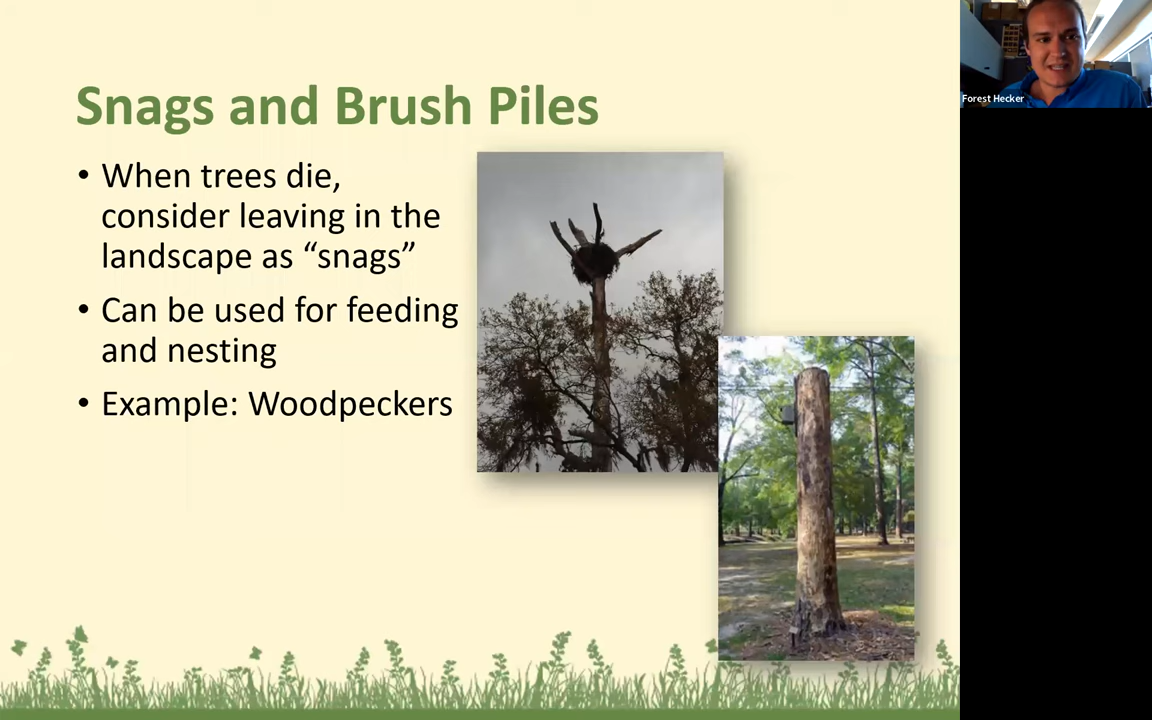 Snags and Brush Piles
• When trees die,
consider leaving in the
landscape as “snags”
• Can be used for feeding
and nesting
• Example: Woodpeckers
Forest Hecker